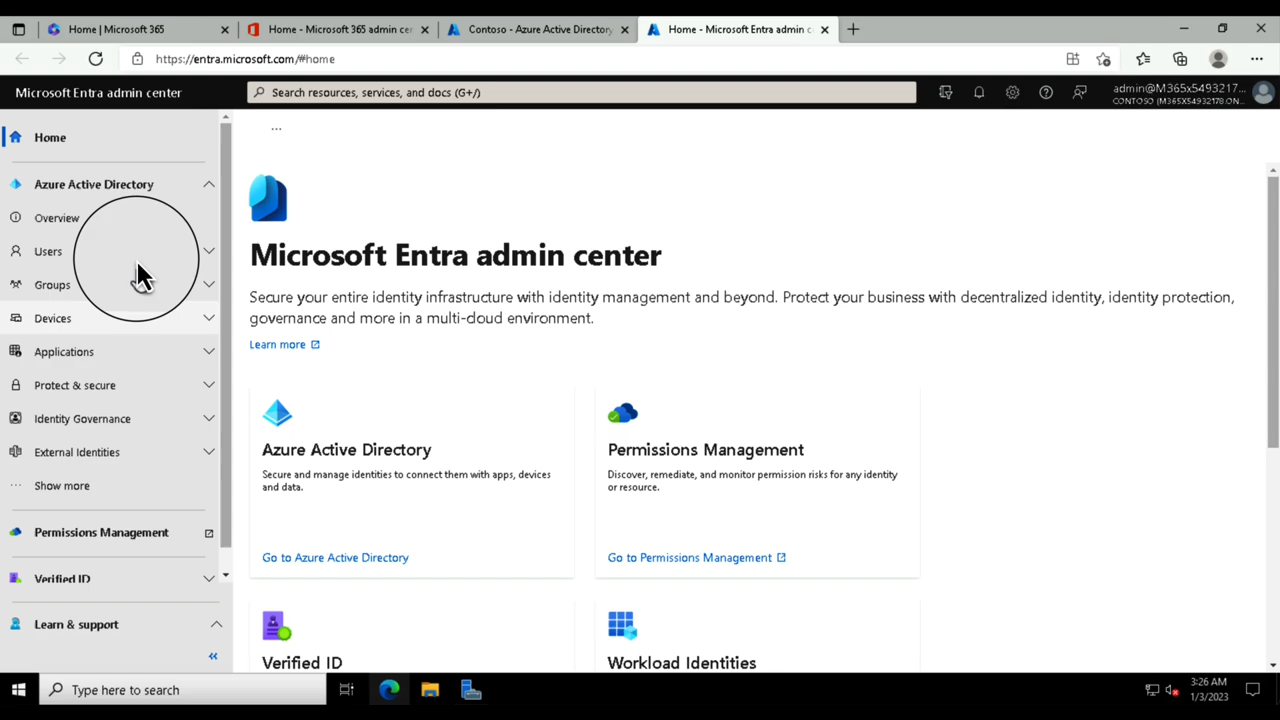 Home | Microsoft 365
Home - Microsoft 365 admin cer
Contoso - Azure Active Directory
Home - Microsoft Entra admin c
https://entra.microsoft.com/#home
Microsoft Entra admin center
Search resources, services, and docs (G+/)
admin@M365x5493217...
CONTOSO (M365X54932178.ON...
Home
Azure Active Directory
Overview
Users
Groups
Devices
Applications
Protect & secure
Identity Governance
External Identities
Show more
Permissions Management
Verified ID
Learn & support
Microsoft Entra admin center
Secure your entire identity infrastructure with identity management and beyond. Protect your business with decentralized identity, identity protection,
governance and more in a multi-cloud environment.
Learn more
Azure Active Directory
Secure and manage identities to connect them with apps, devices
and data.
Go to Azure Active Directory
Permissions Management
Discover, remediate, and monitor permission risks for any identity
or resource.
Go to Permissions Management
Verified ID
Workload Identities
Type here to search
3:26 AM
1/3/2023